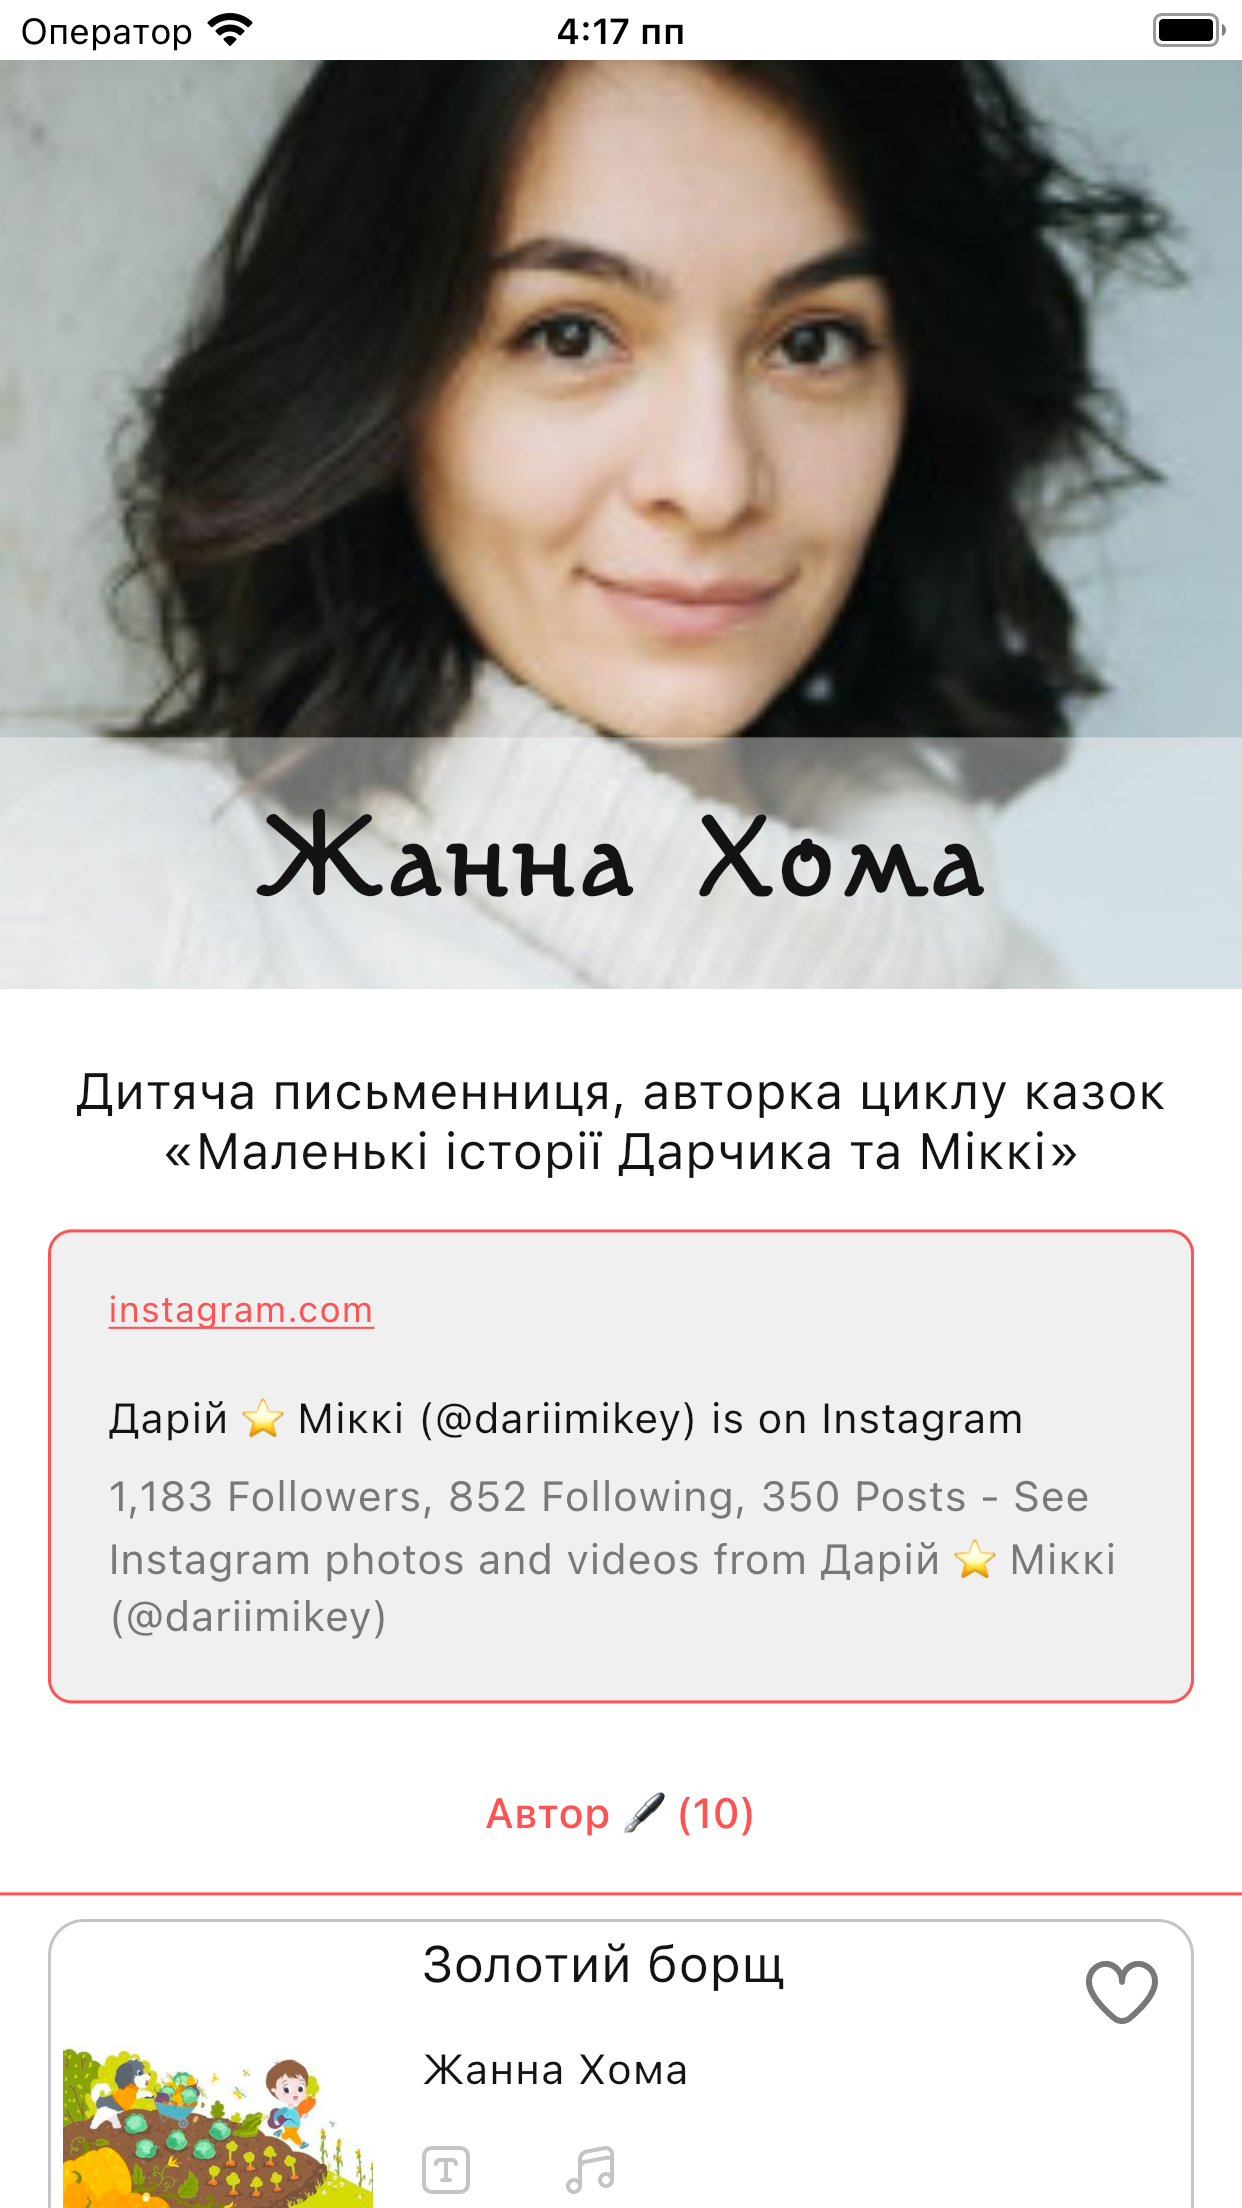 Оператор 4:17 пп
Жанна Хома
Дитяча письменниця, авторка циклу казок
«Маленькі історії Дарчика та Міккі»
instagram.com
Дарій ⭐ Міккі (@dariimikey) is on Instagram
1,183 Followers, 852 Following, 350 Posts - See
Instagram photos and videos from Дарій ⭐ Міккі
(@dariimikey)
Автор 🖋 (10)
Золотий борщ
Жанна Хома
T